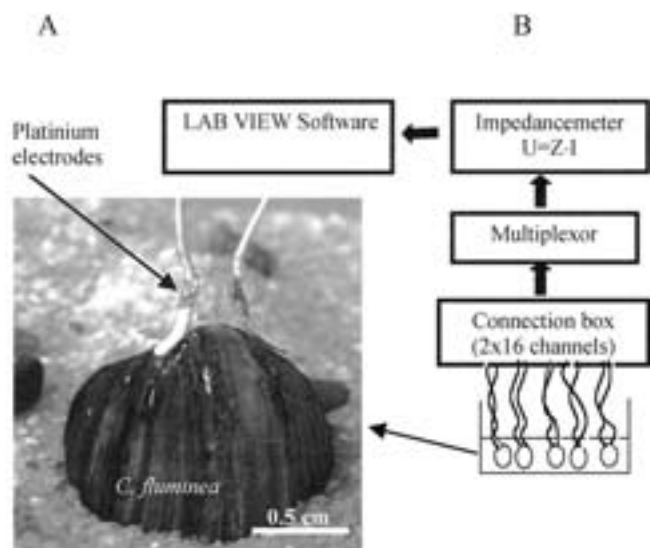 A
B
Platinium
electrodes
LAB VIEW Software
Impedancemeter
U=Z-I
Multiplexor
Connection box
(2x16 channels)
C. fluminea
0.5 cm